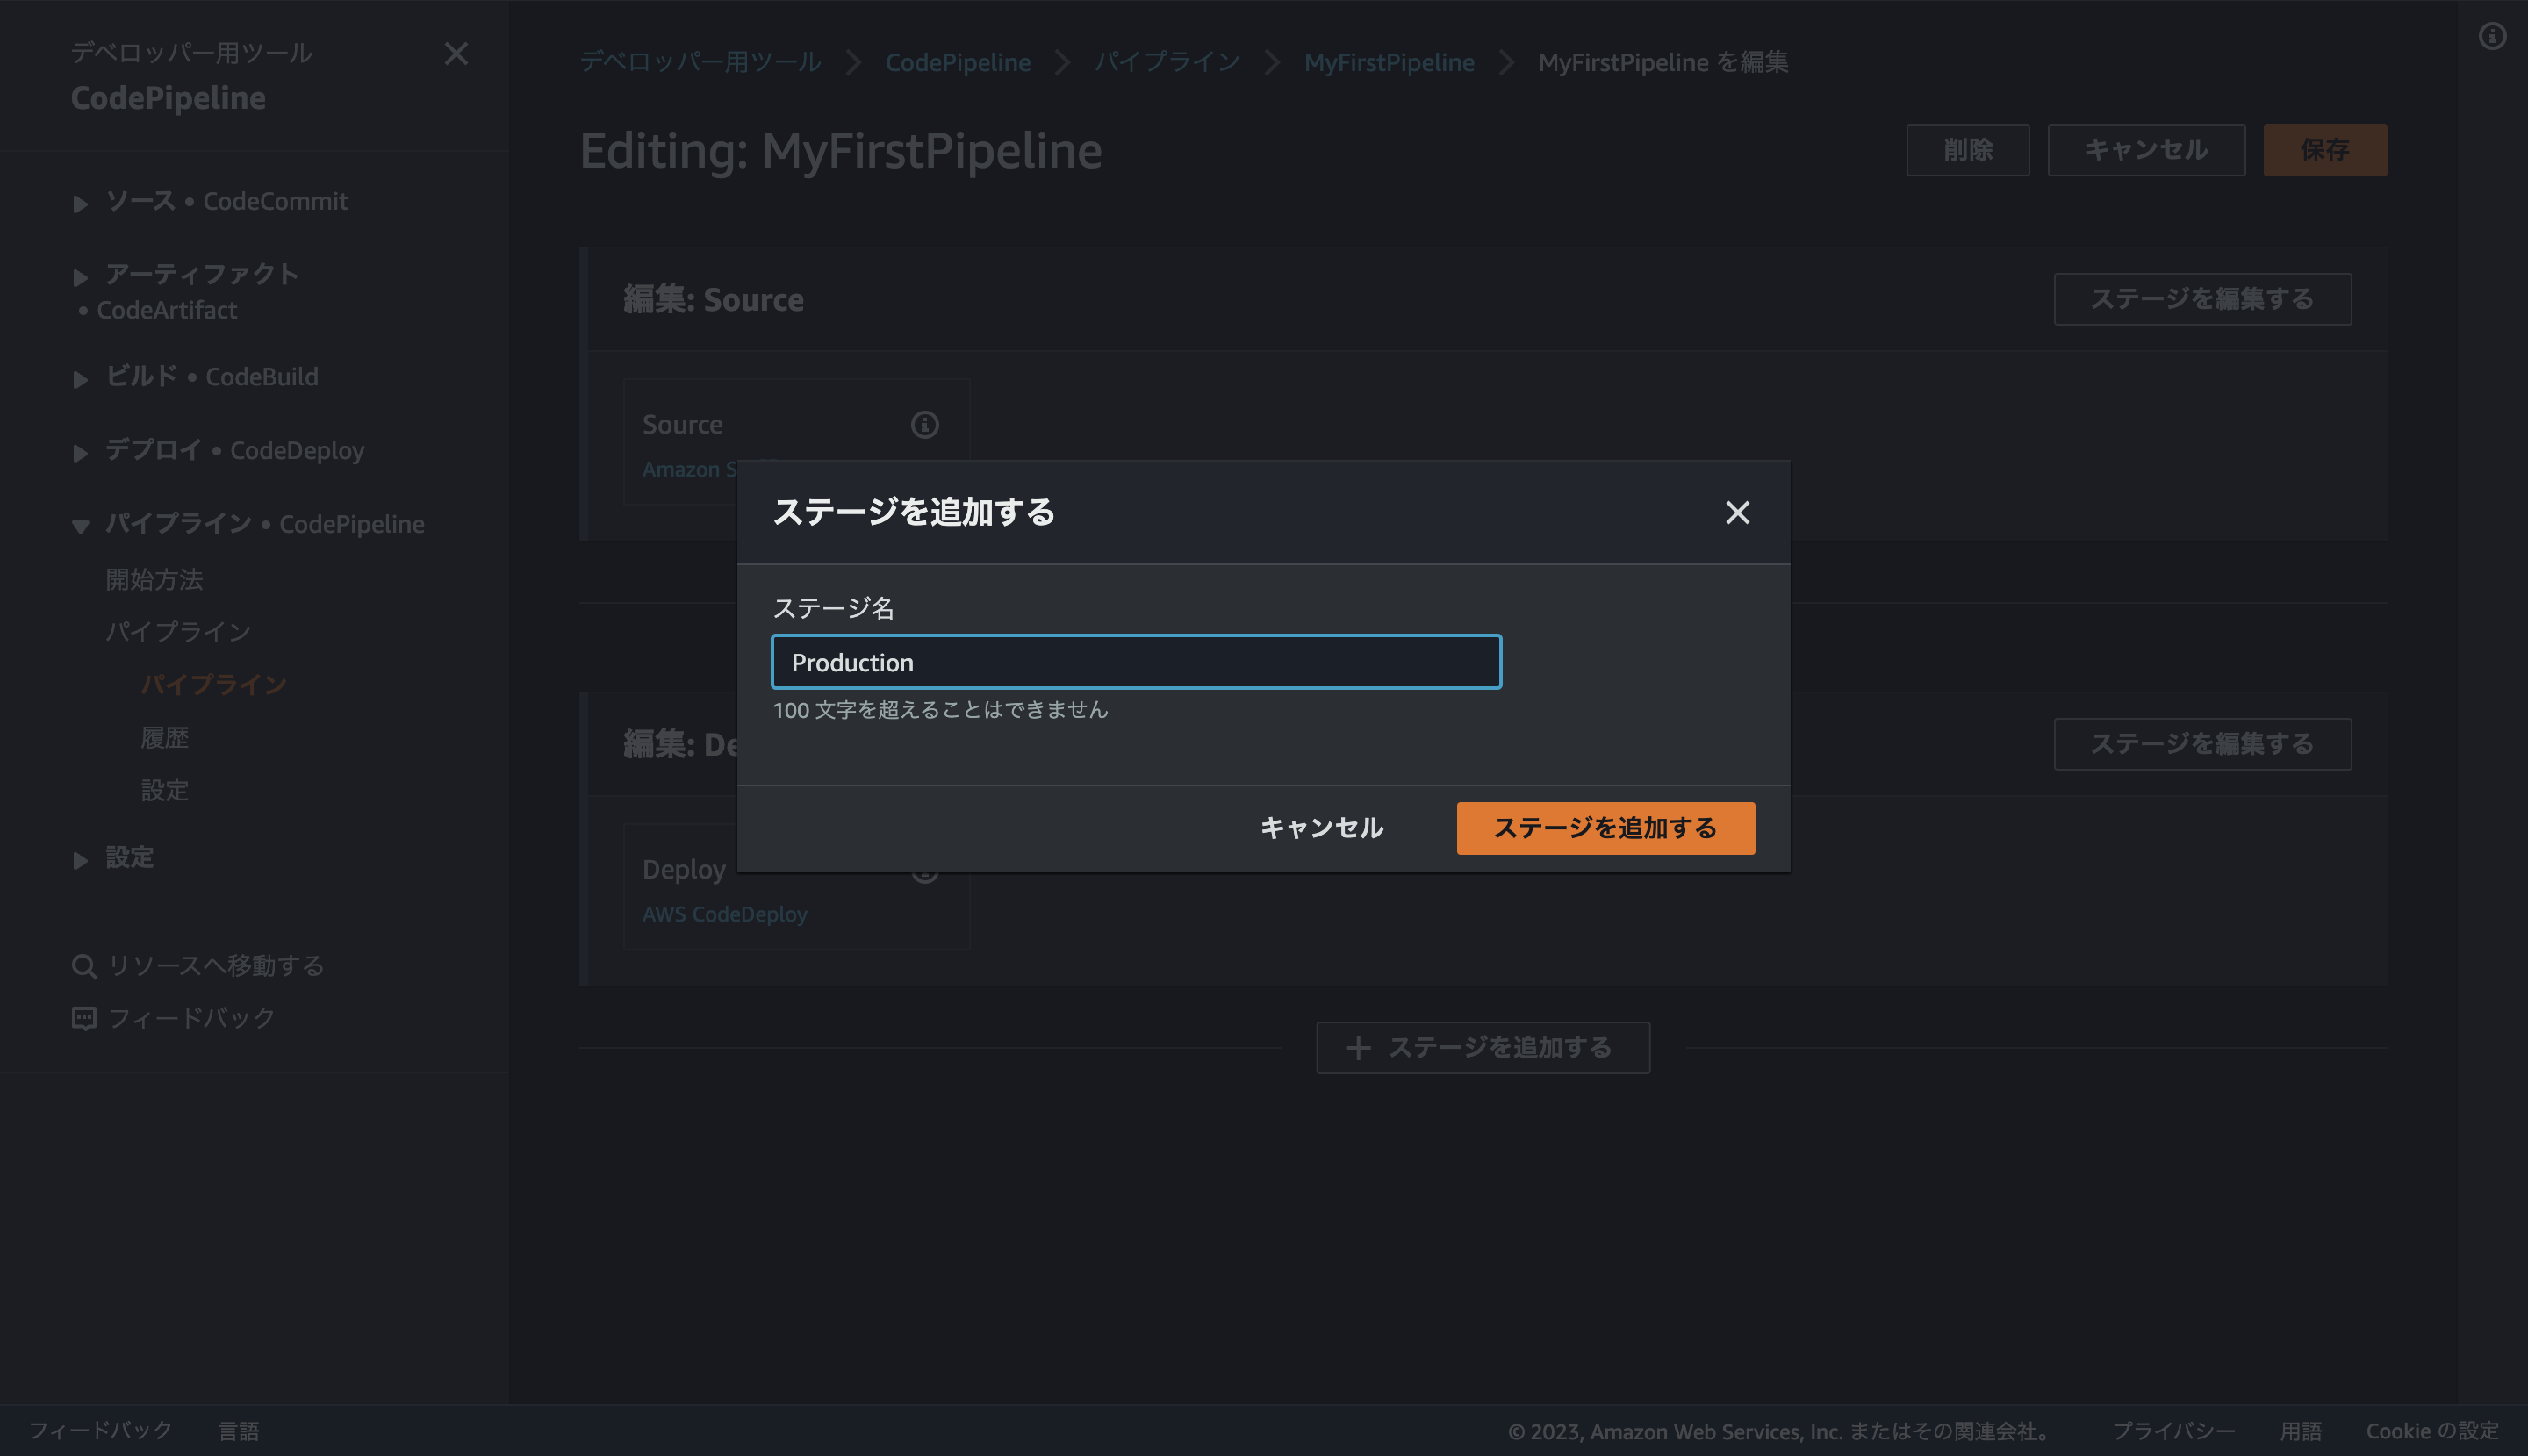 デベロッパー用ツール
CodePipeline
ソース • CodeCommit
アーティファクト
• CodeArtifact
ビルド • CodeBuild
デプロイ • CodeDeploy
パイプライン • CodePipeline
開始方法
パイプライン
パイプライン
履歴
設定
設定
リソースへ移動する
フィードバック
デベロッパー用ツール CodePipeline パイプライン MyFirstPipeline MyFirstPipeline を編集
Editing: MyFirstPipeline
削除 キャンセル 保存
編集: Source ステージを編集する
Source
Amazon S
ステージを追加する
ステージ名
Production
100 文字を超えることはできません
キャンセル ステージを追加する
編集: De ステージを編集する
Deploy
AWS CodeDeploy
ステージを追加する
フィードバック 言語 © 2023, Amazon Web Services, Inc. またはその関連会社。 プライバシー 用語 Cookie の設定